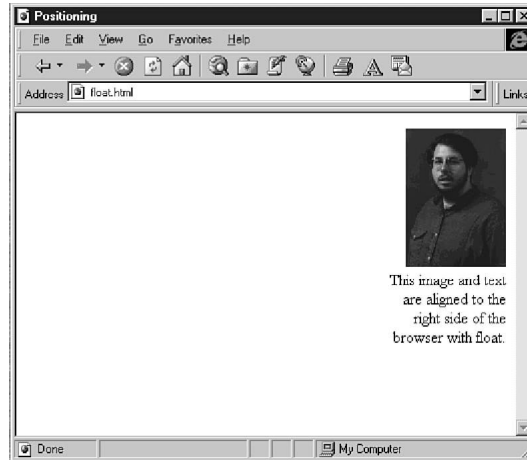 Positioning
File Edit View Go Favorites Help
Address float.html Links
This image and text
are aligned to the
right side of the
browser with float.
Done My Computer